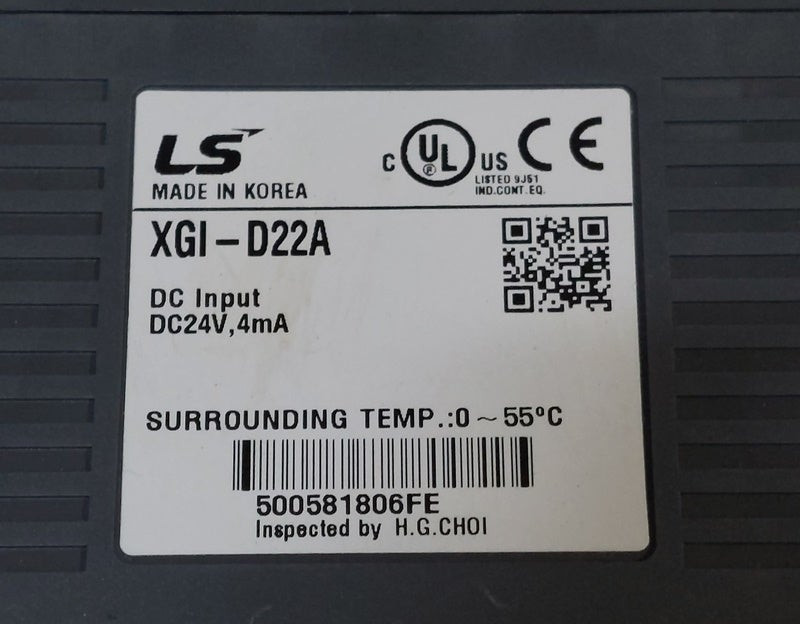 LS
MADE IN KOREA
C UL ® US CE
LISTED 9J51
IND.CONT.EQ.
XGI-D22A
DC Input
DC24V,4mA
SURROUNDING TEMP.:0 ~ 55ºC
500581806FE
Inspected by H.G.CHOI